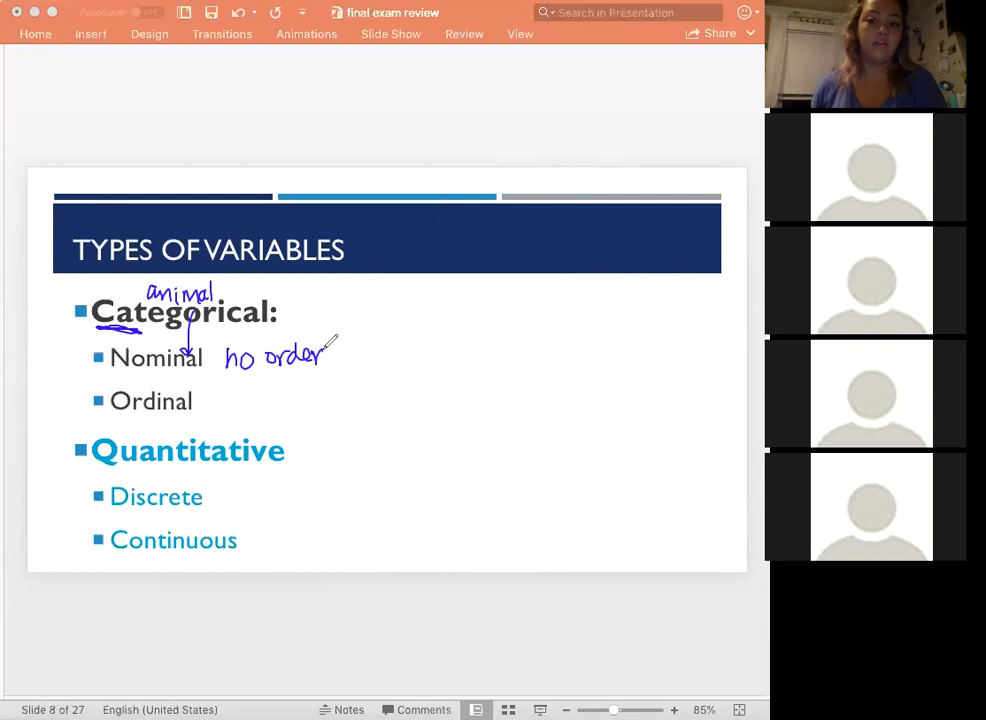 AutoSave OFF
final exam review
Search in Presentation
Home Insert Design Transitions Animations Slide Show Review View Share
TYPES OF VARIABLES
animal
Categorical:
Nominal no order
Ordinal
Quantitative
Discrete
Continuous
Slide 8 of 27 English (United States) Notes Comments 85%